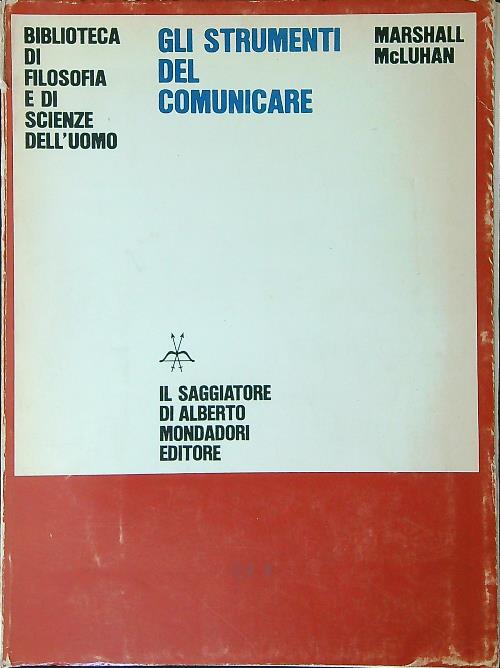 BIBLIOTECA
DI
FILOSOFIA
E DI
SCIENZE
DELL'UOMO
GLI STRUMENTI
DEL
COMUNICARE
MARSHALL
McLUHAN
IL SAGGIATORE
DI ALBERTO
MONDADORI
EDITORE